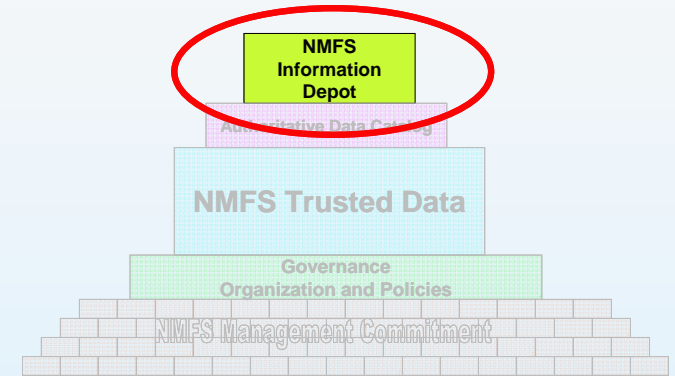 NMFS
Information
Depot
Authoritative Data Catalog
NMFS Trusted Data
Governance
Organization and Policies
NMFS Management Commitment